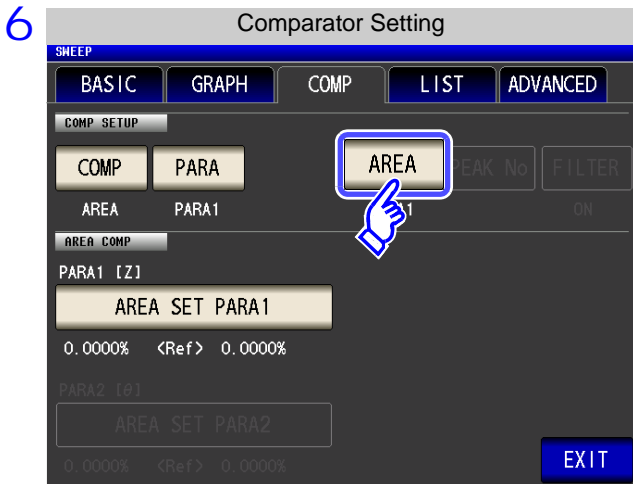 6
Comparator Setting
SWEEP
BASIC GRAPH COMP LIST ADVANCED
COMP SETUP
COMP PARA AREA PEAK No FILTER
AREA PARA1 ON
AREA COMP
PARA1 [Z]
AREA SET PARA1
0.0000% <Ref> 0.0000%
PARA2 [θ]
AREA SET PARA2
0.0000% <Ref> 0.0000%
EXIT